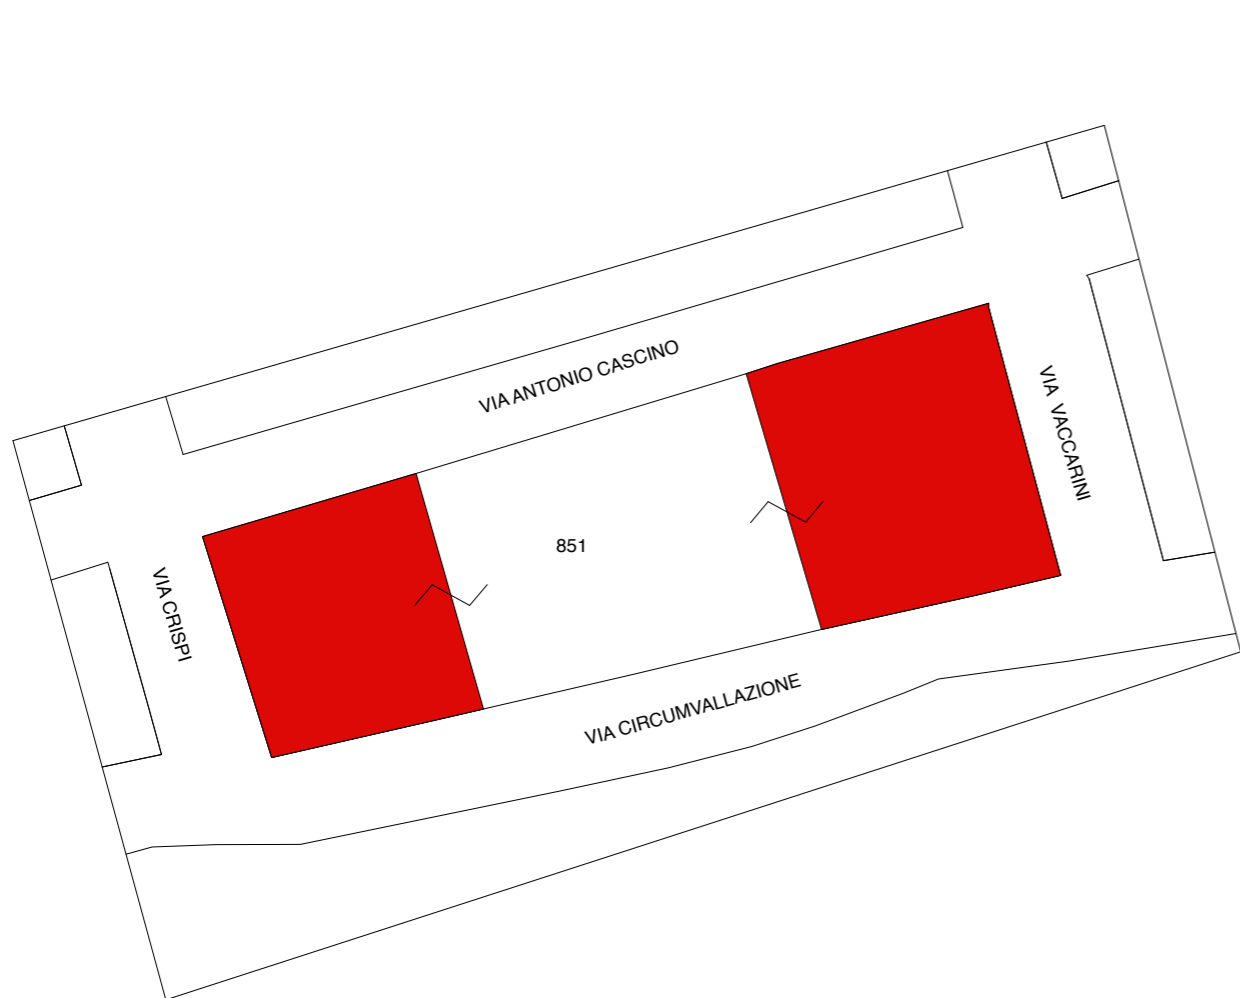 VIA ANTONIO CASCINO
VIA VACCARINI
851
VIA CRISPI
VIA CIRCUMVALLAZIONE